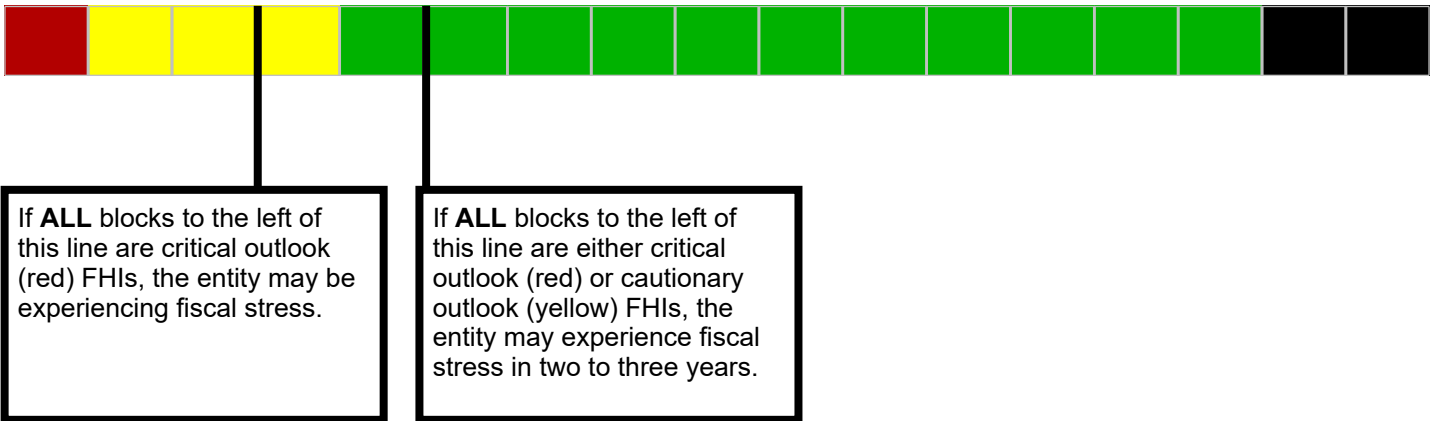 If ALL blocks to the left of
this line are critical outlook
(red) FHIs, the entity may be
experiencing fiscal stress.
If ALL blocks to the left of
this line are either critical
outlook (red) or cautionary
outlook (yellow) FHIs, the
entity may experience fiscal
stress in two to three years.